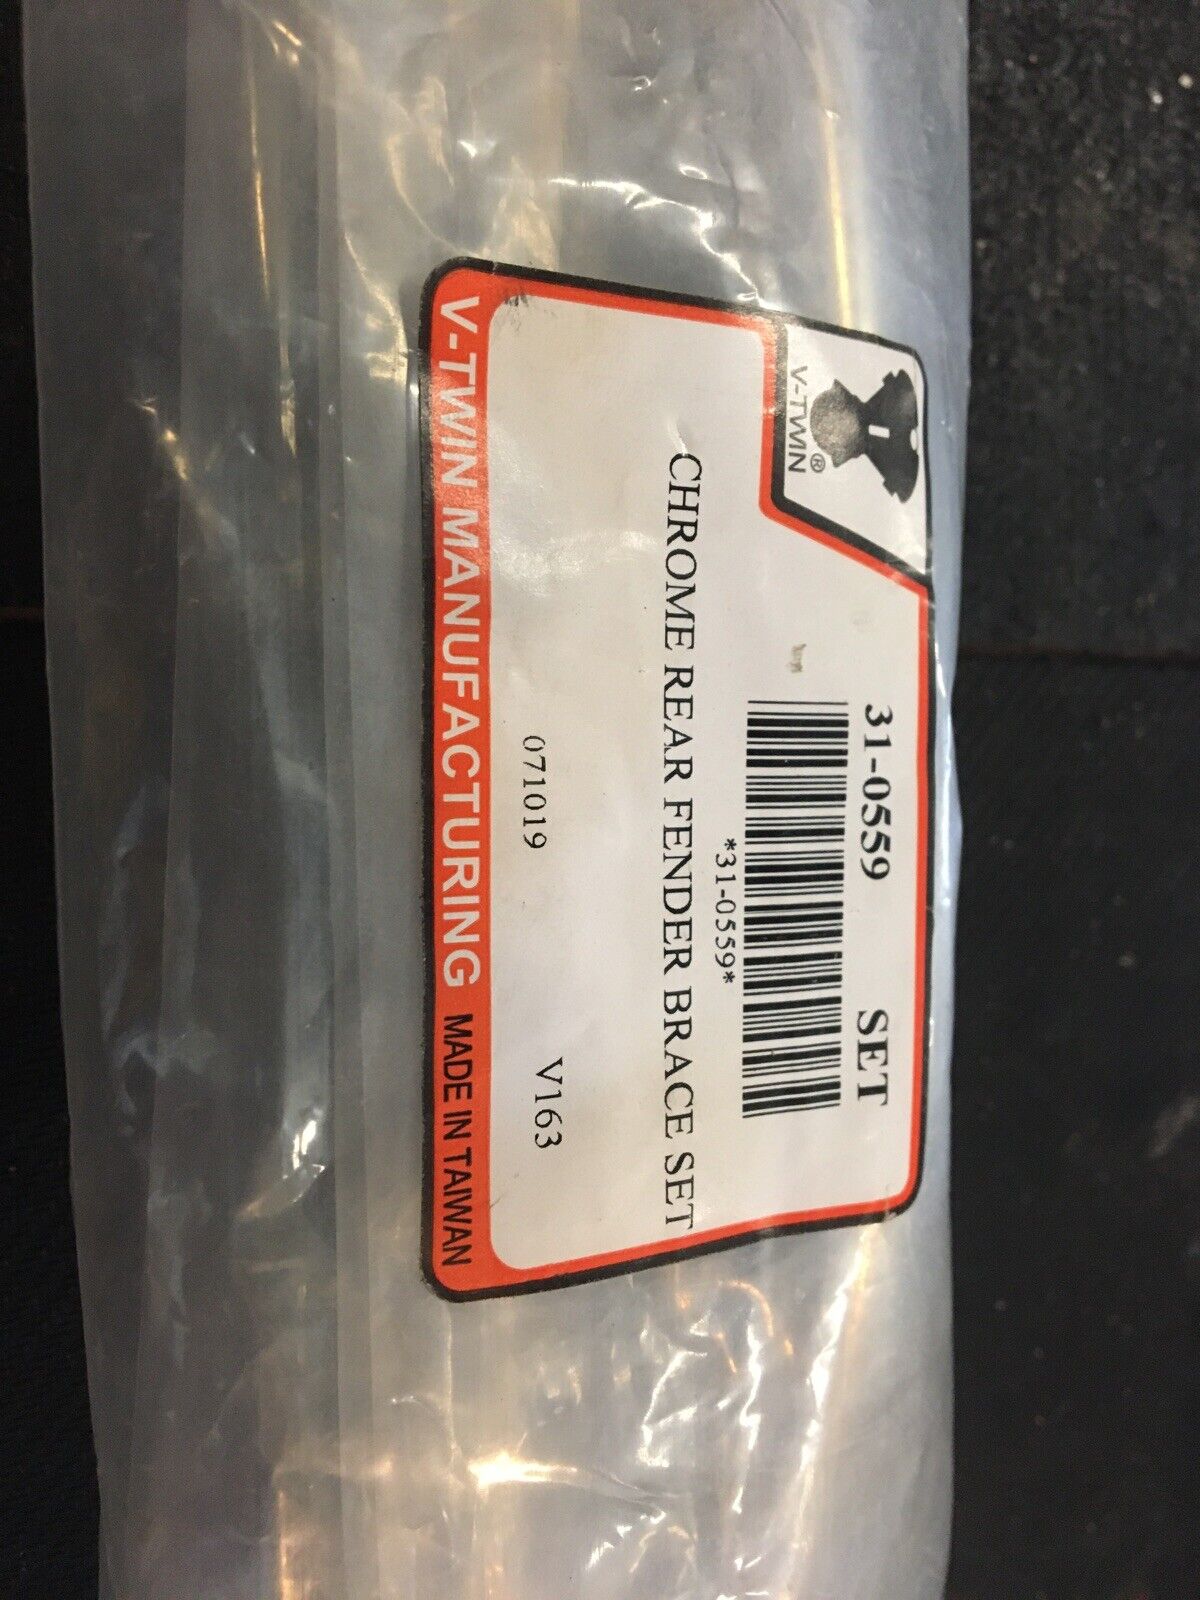 V-TWIN®
31-0559 SET
*31-0559*
CHROME REAR FENDER BRACE SET
071019 V163
V-TWIN MANUFACTURING MADE IN TAIWAN